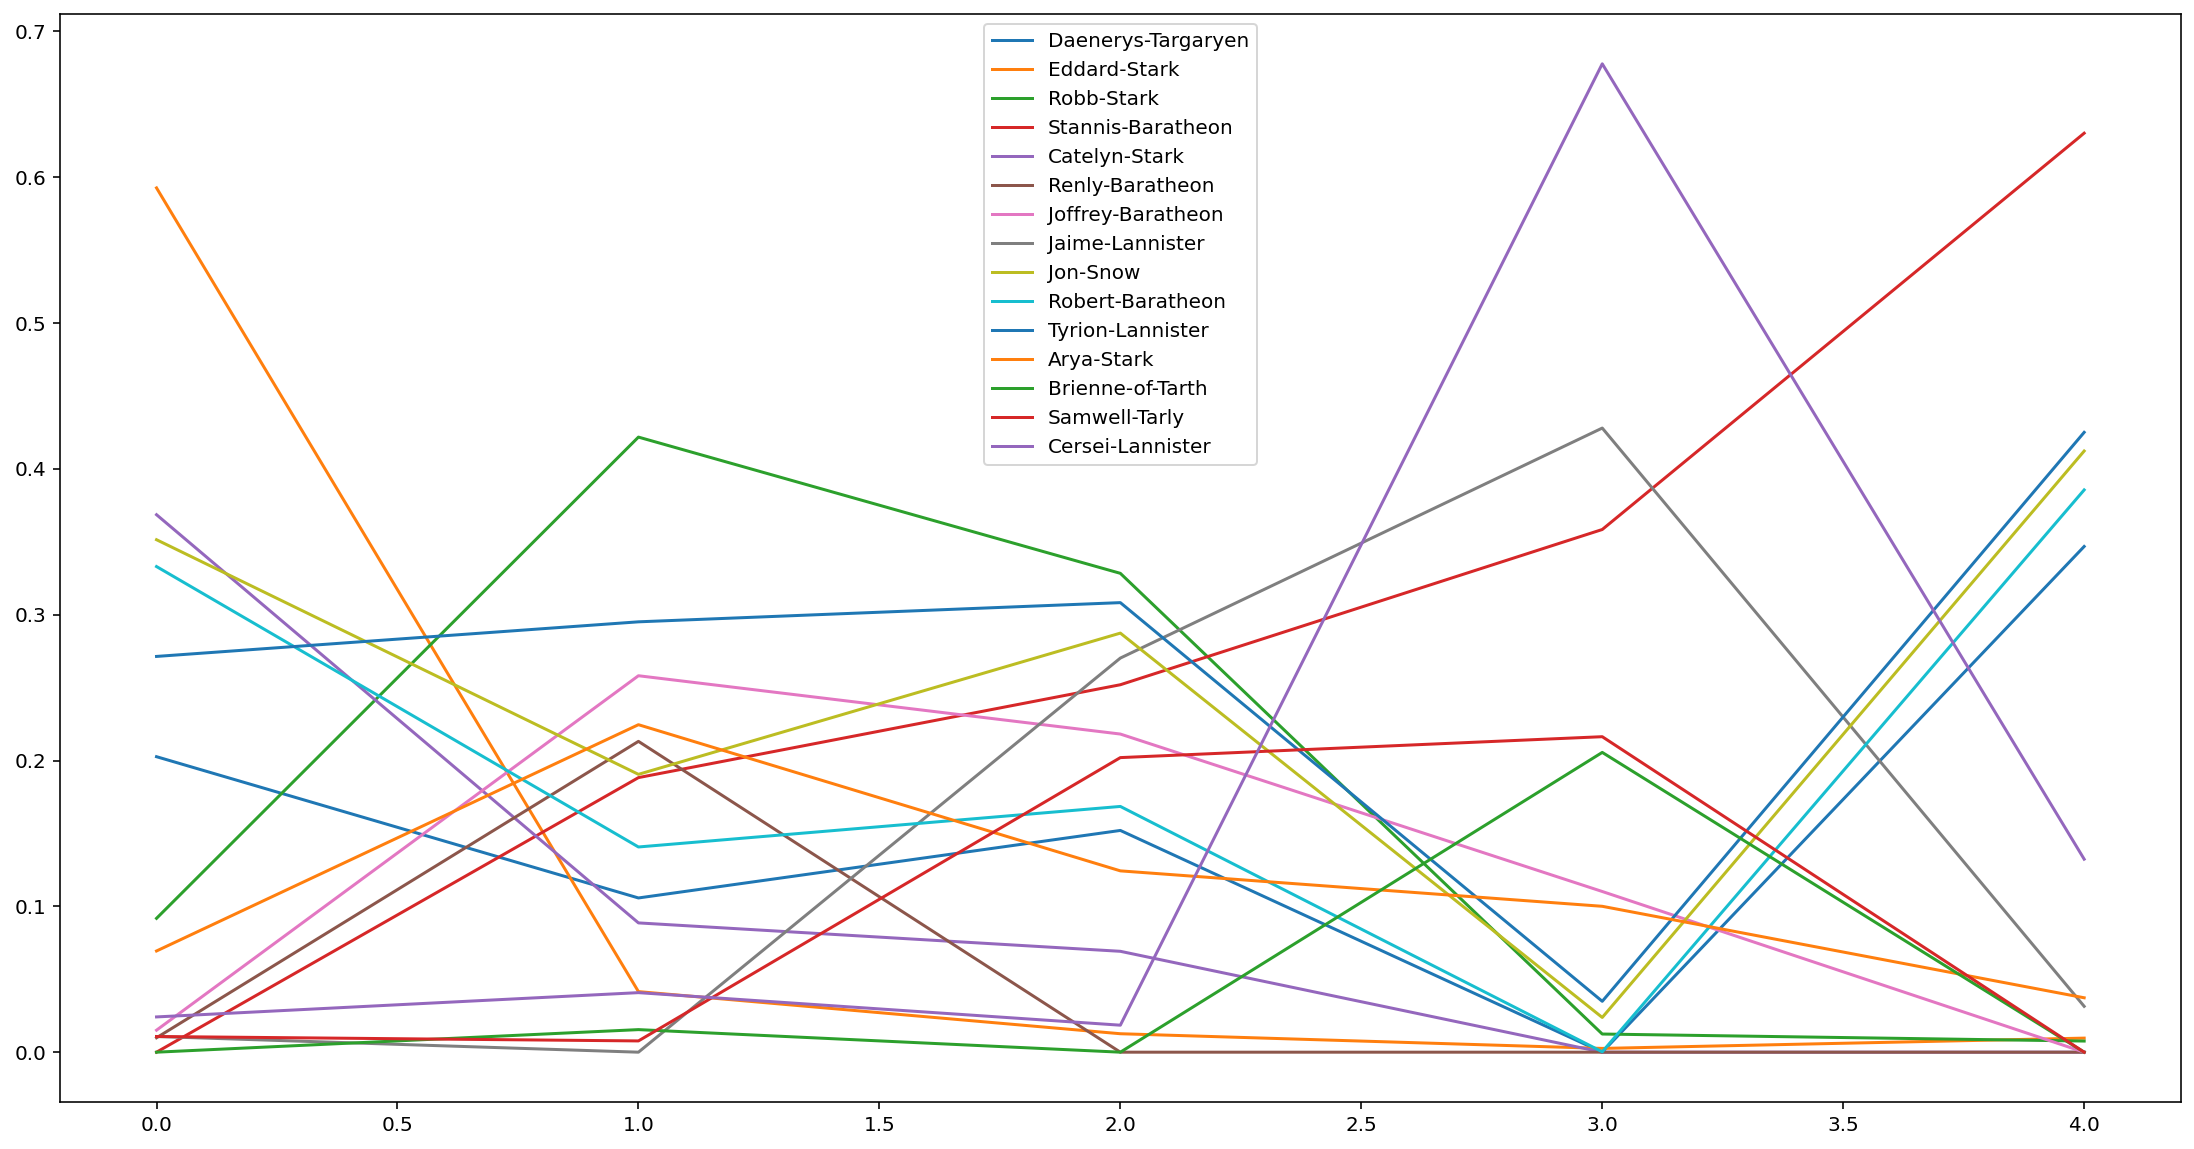 0.7
0.6
0.5
0.4
0.3
0.2
0.1
0.0
Daenerys-Targaryen
Eddard-Stark
Robb-Stark
Stannis-Baratheon
Catelyn-Stark
Renly-Baratheon
Joffrey-Baratheon
Jaime-Lannister
Jon-Snow
Robert-Baratheon
Tyrion-Lannister
Arya-Stark
Brienne-of-Tarth
Samwell-Tarly
Cersei-Lannister
0.0 0.5 1.0 1.5 2.0 2.5 3.0 3.5 4.0